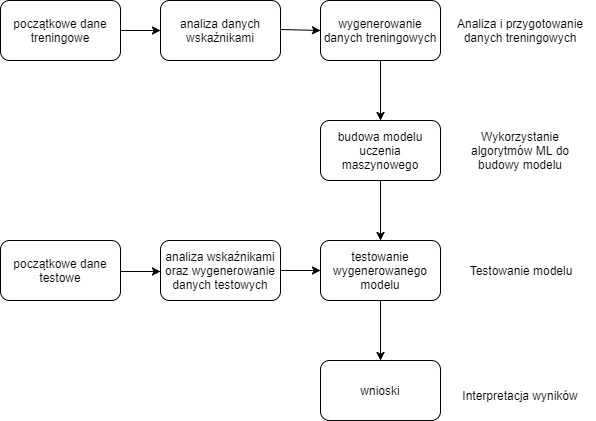 początkowe dane
treningowe
analiza danych
wskaźnikami
wygenerowanie
danych treningowych
Analiza i przygotowanie
danych treningowych
budowa modelu
uczenia
maszynowego
Wykorzystanie
algorytmów ML do
budowy modelu
początkowe dane
testowe
analiza wskaźnikami
oraz wygenerowanie
danych testowych
testowanie
wygenerowanego
modelu
Testowanie modelu
wnioski
Interpretacja wyników